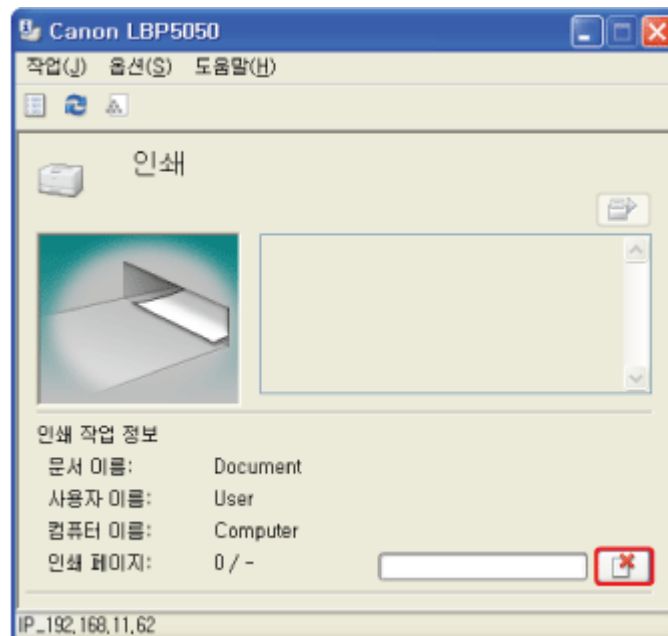 Canon LBP5050
작업(J) 옵션(S) 도움말(H)
인쇄
인쇄 작업 정보
문서 이름: Document
사용자 이름: User
컴퓨터 이름: Computer
인쇄 페이지: 0 / -
IP_192,168,11,62